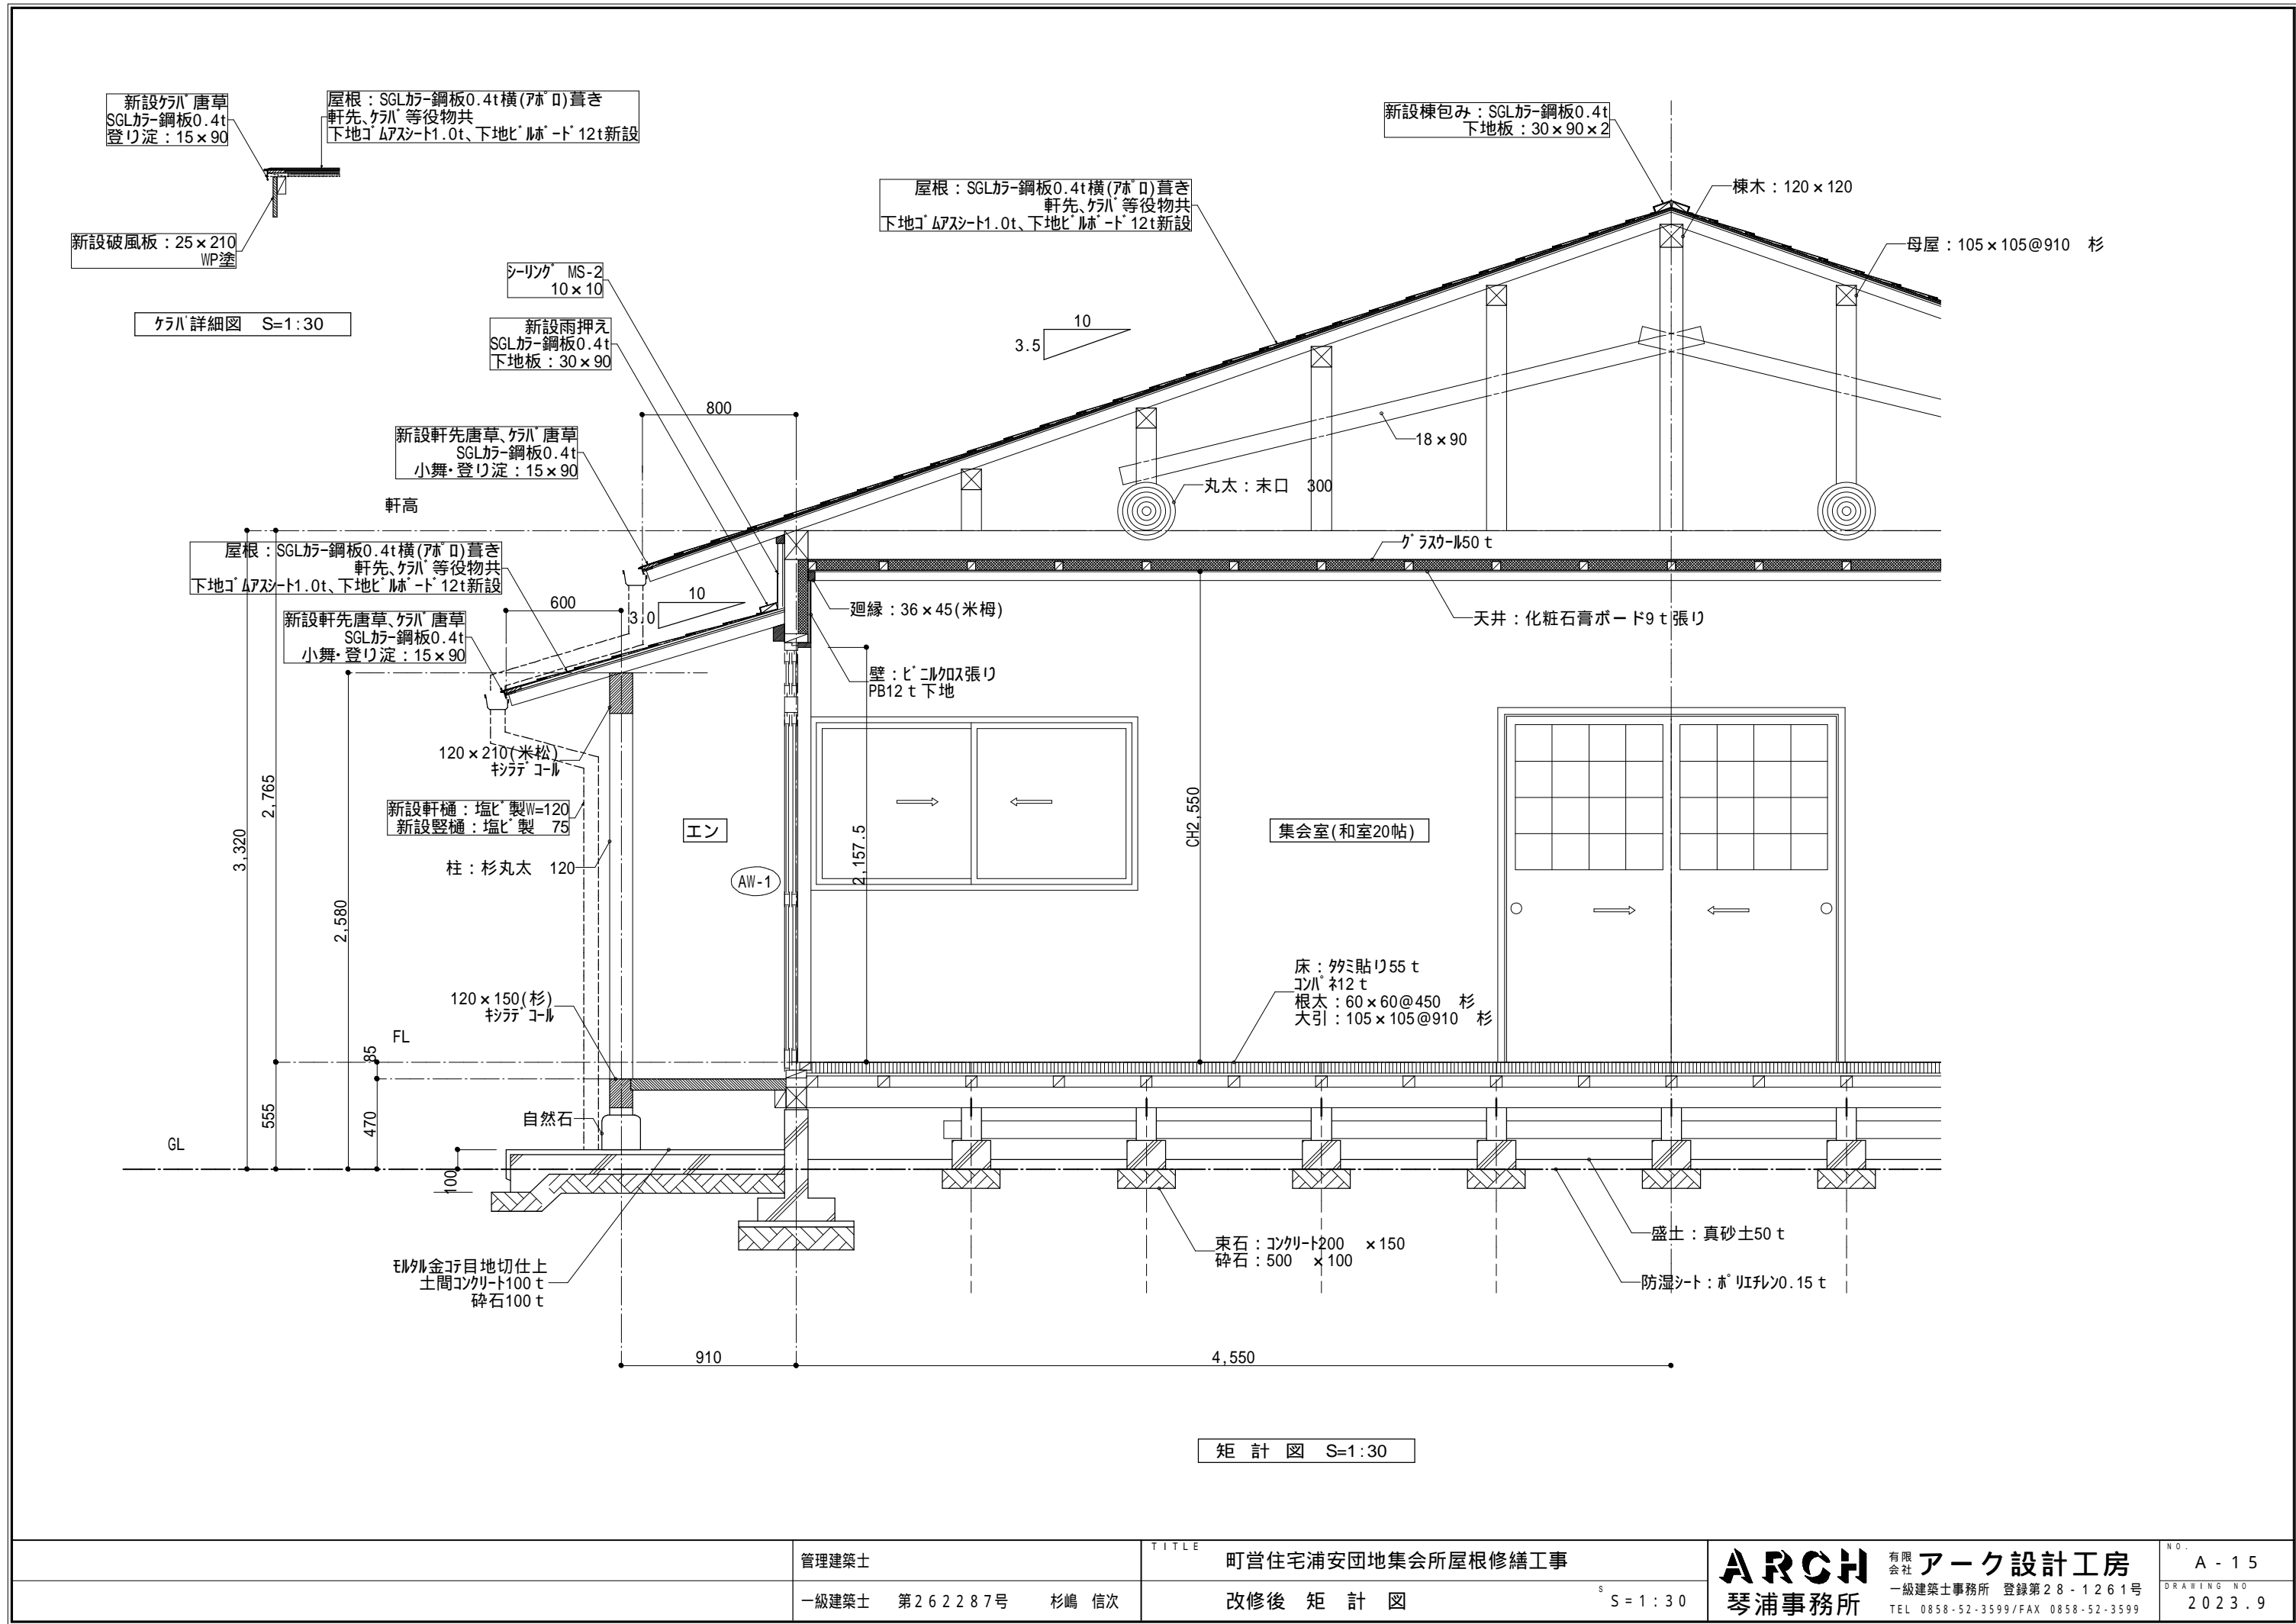 新設ｹﾗﾊﾞ唐草
SGLｶﾗｰ鋼板0.4t
登り淀：15×90
屋根：SGLｶﾗｰ鋼板0.4t横(ｱﾎﾟﾛ)葺き
軒先､ｹﾗﾊﾞ等役物共
下地ｺﾞﾑｱｽｼｰﾄ1.0t､下地ﾋﾞﾙﾎﾞｰﾄﾞ12t新設
新設破風板：25×210
WP塗
ｹﾗﾊﾞ詳細図　S=1:30
新設棟包み：SGLｶﾗｰ鋼板0.4t
下地板：30×90×2
棟木：120×120
屋根：SGLｶﾗｰ鋼板0.4t横(ｱﾎﾟﾛ)葺き
軒先､ｹﾗﾊﾞ等役物共
下地ｺﾞﾑｱｽｼｰﾄ1.0t､下地ﾋﾞﾙﾎﾞｰﾄﾞ12t新設
母屋：105×105@910　杉
ｼｰﾘﾝｸﾞ　MS-2
10×10
新設雨押え
SGLｶﾗｰ鋼板0.4t
下地板：30×90
10
3.5
800
新設軒先唐草､ｹﾗﾊﾞ唐草
SGLｶﾗｰ鋼板0.4t
小舞･登り淀：15×90
18×90
丸太：末口　300
軒高
屋根：SGLｶﾗｰ鋼板0.4t横(ｱﾎﾟﾛ)葺き
軒先､ｹﾗﾊﾞ等役物共
下地ｺﾞﾑｱｽｼｰﾄ1.0t､下地ﾋﾞﾙﾎﾞｰﾄﾞ12t新設
ｸﾞﾗｽｳｰﾙ50ｔ
600
10
3.0
新設軒先唐草､ｹﾗﾊﾞ唐草
SGLｶﾗｰ鋼板0.4t
小舞･登り淀：15×90
廻縁：36×45(米栂)
天井：化粧石膏ボード9ｔ張り
壁：ﾋﾞﾆﾙｸﾛｽ張り
PB12ｔ下地
120×210(米松)
ｷｼﾗﾃﾞｺｰﾙ
新設軒樋：塩ﾋﾞ製W=120
新設竪樋：塩ﾋﾞ製　75
柱：杉丸太　120
エン
AW-1
2,157.5
CH2,550
集会室(和室20帖)
3,320
2,765
2,580
120×150(杉)
ｷｼﾗﾃﾞｺｰﾙ
床：ﾀﾀﾐ貼り55ｔ
ｺﾝﾊﾟﾈ12ｔ
根太：60×60@450　杉
大引：105×105@910　杉
FL
85
555
470
自然石
GL
100
ﾓﾙﾀﾙ金ｺﾃ目地切仕上
土間ｺﾝｸﾘｰﾄ100ｔ
砕石100ｔ
束石：ｺﾝｸﾘｰﾄ200　×150
砕石：500　×100
盛土：真砂土50ｔ
防湿ｼｰﾄ：ﾎﾟﾘｴﾁﾚﾝ0.15ｔ
910
4,550
矩　計　図　S=1:30
管理建築士
一級建築士　第２６２２８７号　杉嶋　信次
TITLE
町営住宅浦安団地集会所屋根修繕工事
改修後　矩　計　図
S
S=1:30
ARCH
琴浦事務所
有限会社 アーク設計工房
一級建築士事務所　登録第２８-１２６１号
TEL 0858-52-3599/FAX 0858-52-3599
NO.
A-15
DRAWING NO
2023.9